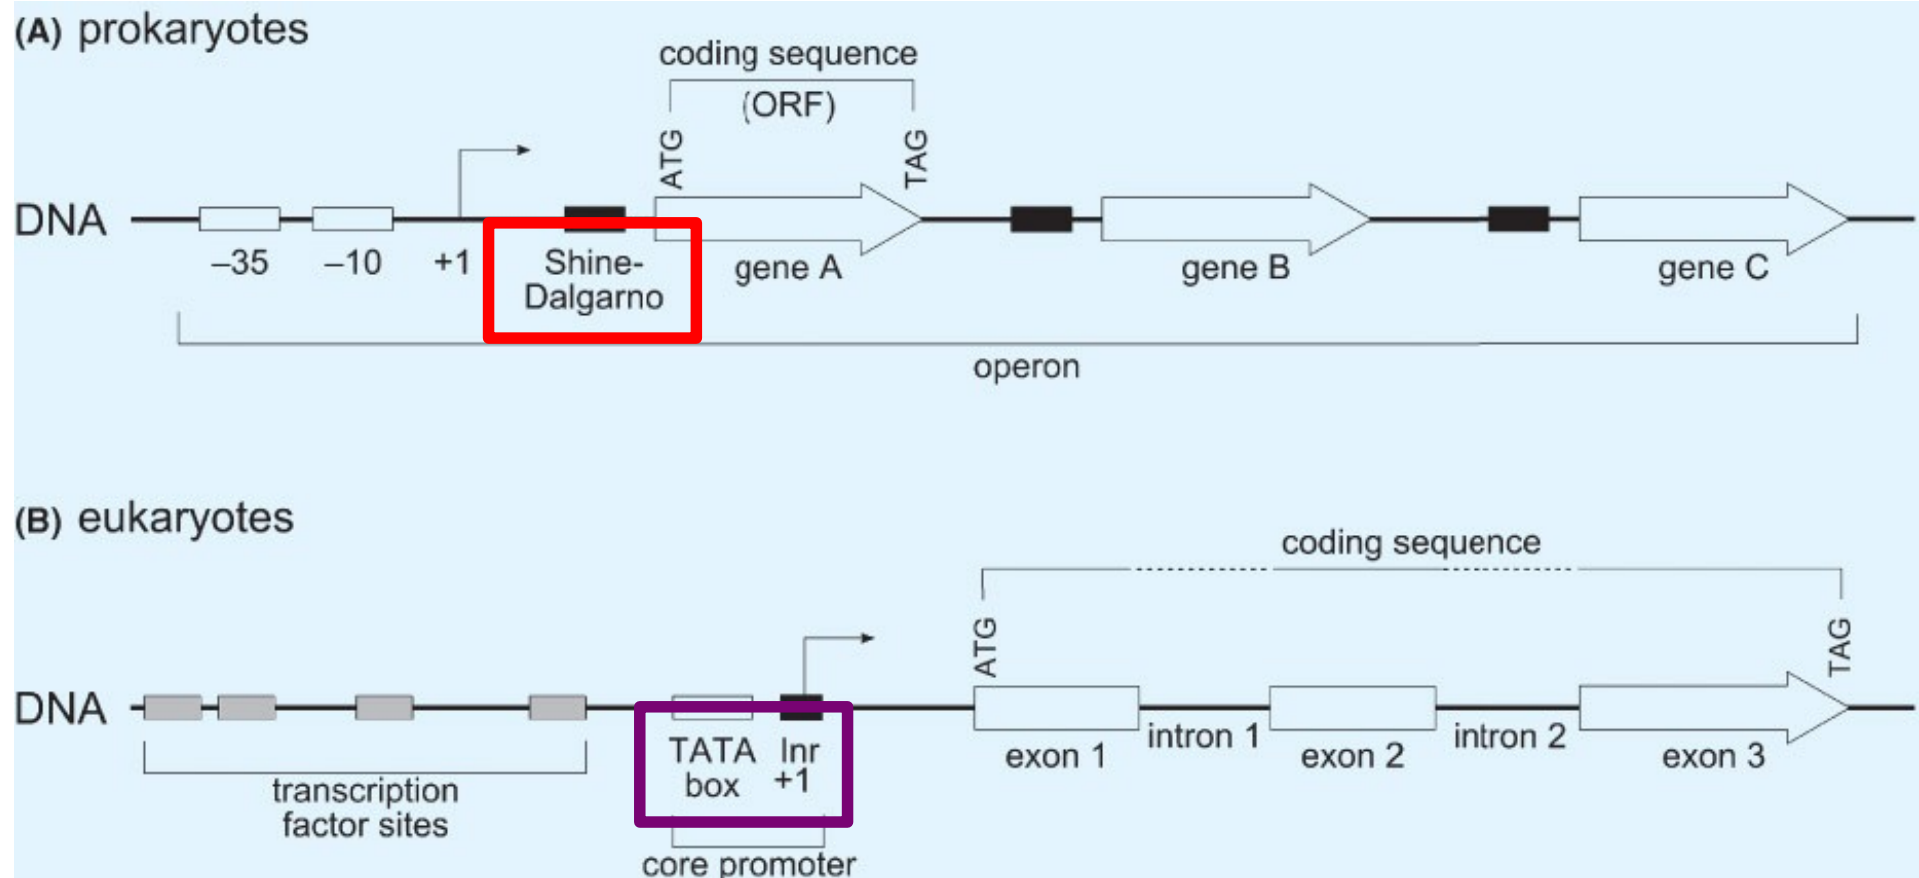 (A) prokaryotes
coding sequence
(ORF)
ATG
TAG
DNA
–35
–10
+1
Shine-
Dalgarno
gene A
gene B
gene C
operon
(B) eukaryotes
coding sequence
ATG
TAG
DNA
TATA
box
Inr
+1
exon 1
intron 1
exon 2
intron 2
exon 3
transcription
factor sites
core promoter